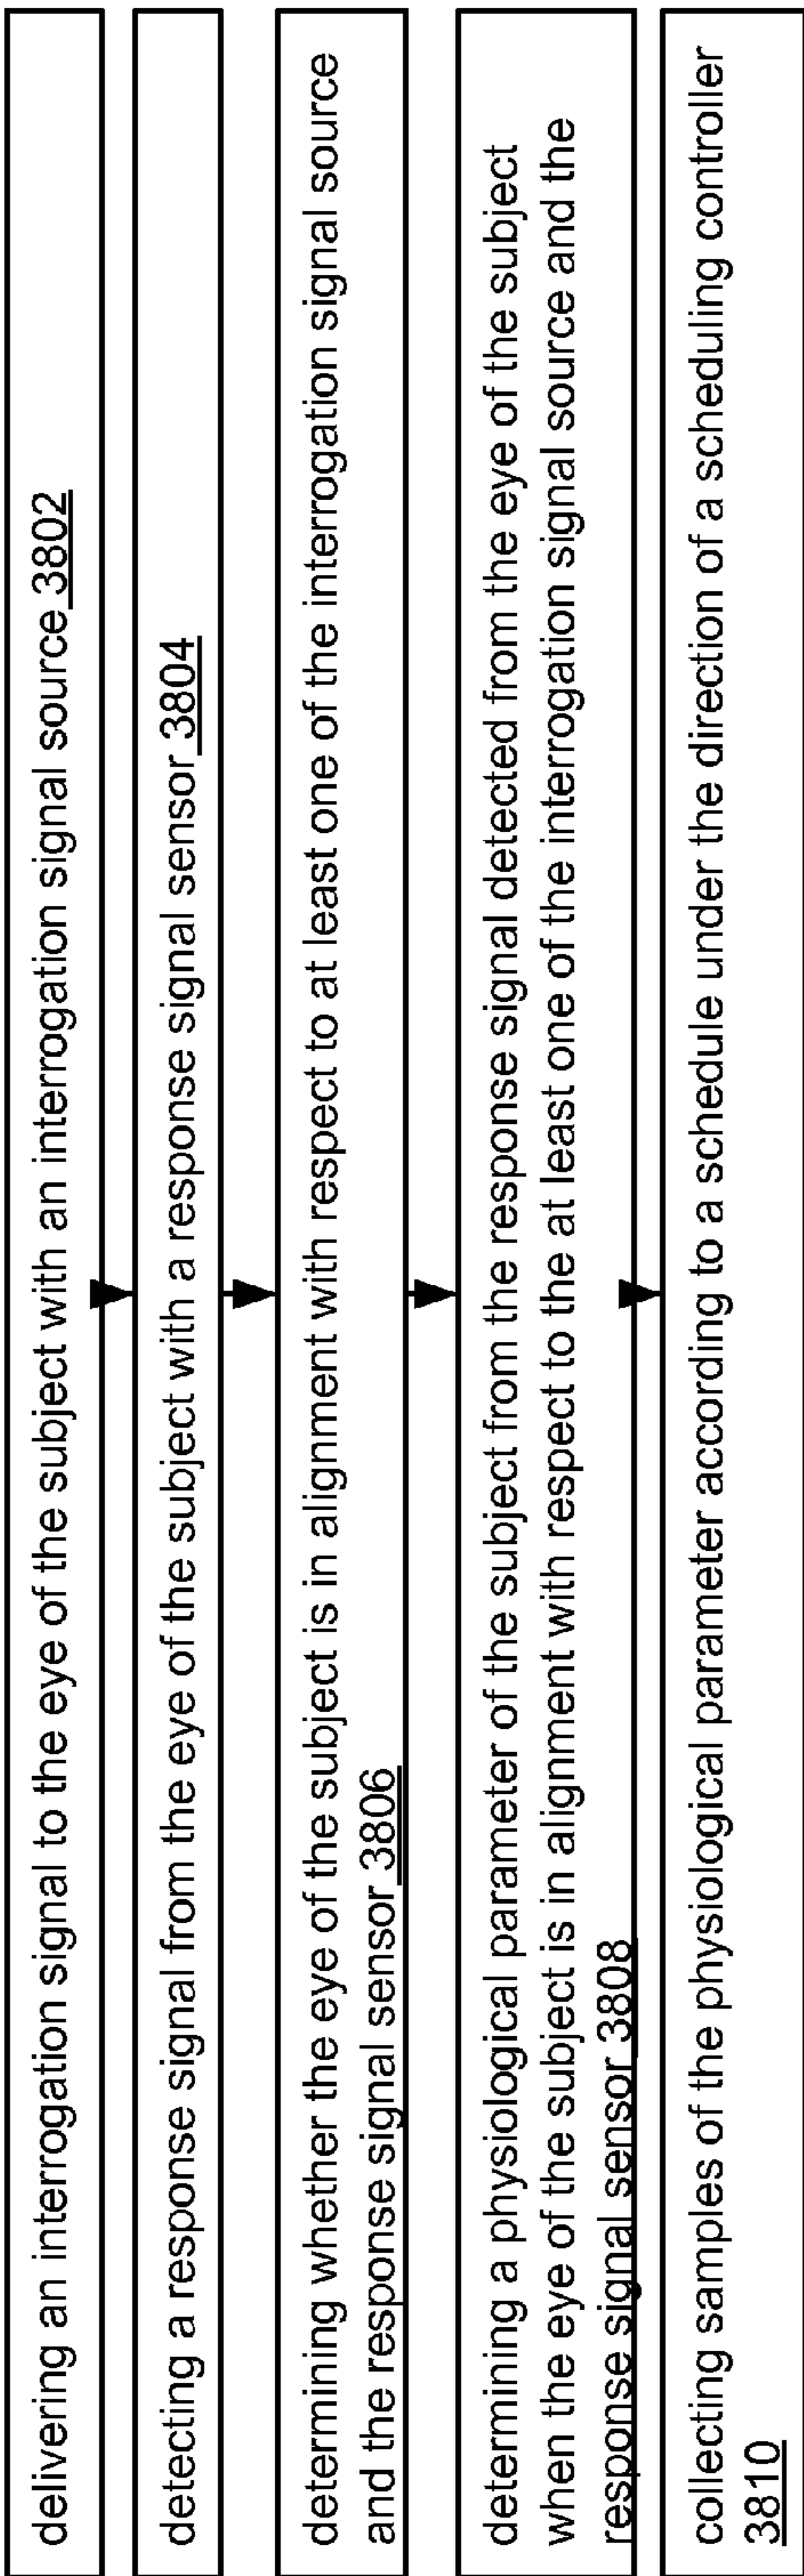 delivering an interrogation signal to the eye of the subject with an interrogation signal source 3802
detecting a response signal from the eye of the subject with a response signal sensor 3804
determining whether the eye of the subject is in alignment with respect to at least one of the interrogation signal source
and the response signal sensor 3806
determining a physiological parameter of the subject from the response signal detected from the eye of the subject
when the eye of the subject is in alignment with respect to the at least one of the interrogation signal source and the
response signal sensor 3808
collecting samples of the physiological parameter according to a schedule under the direction of a scheduling controller
3810